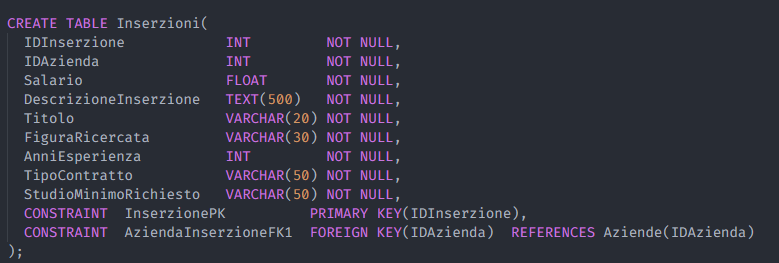 CREATE TABLE Inserzioni(
IDInserzione INT NOT NULL,
IDAzienda INT NOT NULL,
Salario FLOAT NOT NULL,
DescrizioneInserzione TEXT(500) NOT NULL,
Titolo VARCHAR(20) NOT NULL,
FiguraRicercata VARCHAR(30) NOT NULL,
AnniEsperienza INT NOT NULL,
TipoContratto VARCHAR(50) NOT NULL,
StudioMinimoRichiesto VARCHAR(50) NOT NULL,
CONSTRAINT InserzionePK PRIMARY KEY(IDInserzione),
CONSTRAINT AziendaInserzioneFK1 FOREIGN KEY(IDAzienda) REFERENCES Aziende(IDAzienda)
);